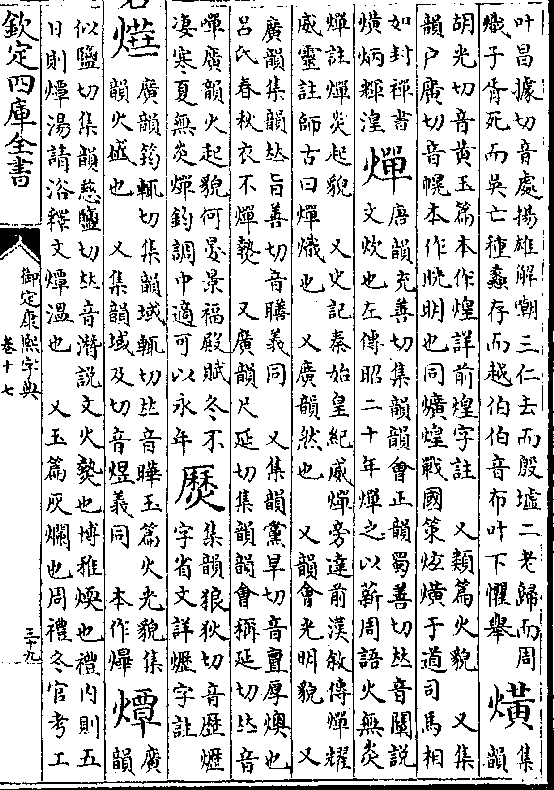 叶昌據切音處揚雄解嘲三仁去而殷墟二老歸而周
熾子胥死而吳亡種蠡存而越伯伯音布叶下懼舉
熿
集
韻
胡光切音黃玉篇本作煌詳前煌字註　又類篇火貌　又集
韻戶廣切音幌本作晄明也同爌煌戰國策炫熿于道司馬相
如封禪書
熿炳輝湟
燀
唐韻充善切集韻韻會正韻蜀善切𠀤音闡說
文炊也左傳昭二十年燀之以薪周語火無炎
燀註燀炎起貌　又史記秦始皇紀威燀旁達前漢敘傳燀耀
威靈註師古曰燀熾也　又廣韻然也　又韻會光明貌　又
廣韻集韻𠀤旨善切音膳義同　又集韻黨早切音亶厚燠也
呂氏春秋衣不燀熱　又廣韻尺延切集韻韻會稱延切𠀤音
嘽廣韻火起貌何晏景福殿賦冬不
凄寒夏無炎燀鈞調中適可以永年
㷴
集韻狼狄切音歷爏
字省文詳爏字註
燁
廣韻筠輒切集韻域輒切𠀤音曄玉篇火光貌集
韻火盛也　又集韻域及切音煜義同　本作爗
燂
廣
韻
似鹽切集韻慈鹽切𠀤音潛說文火熱也博雅煗也禮內則五
日則燂湯請浴釋文燂溫也　又玉篇灰爛也周禮冬官考工
欽定四庫全書
御定康熙字典
卷十七
三十九